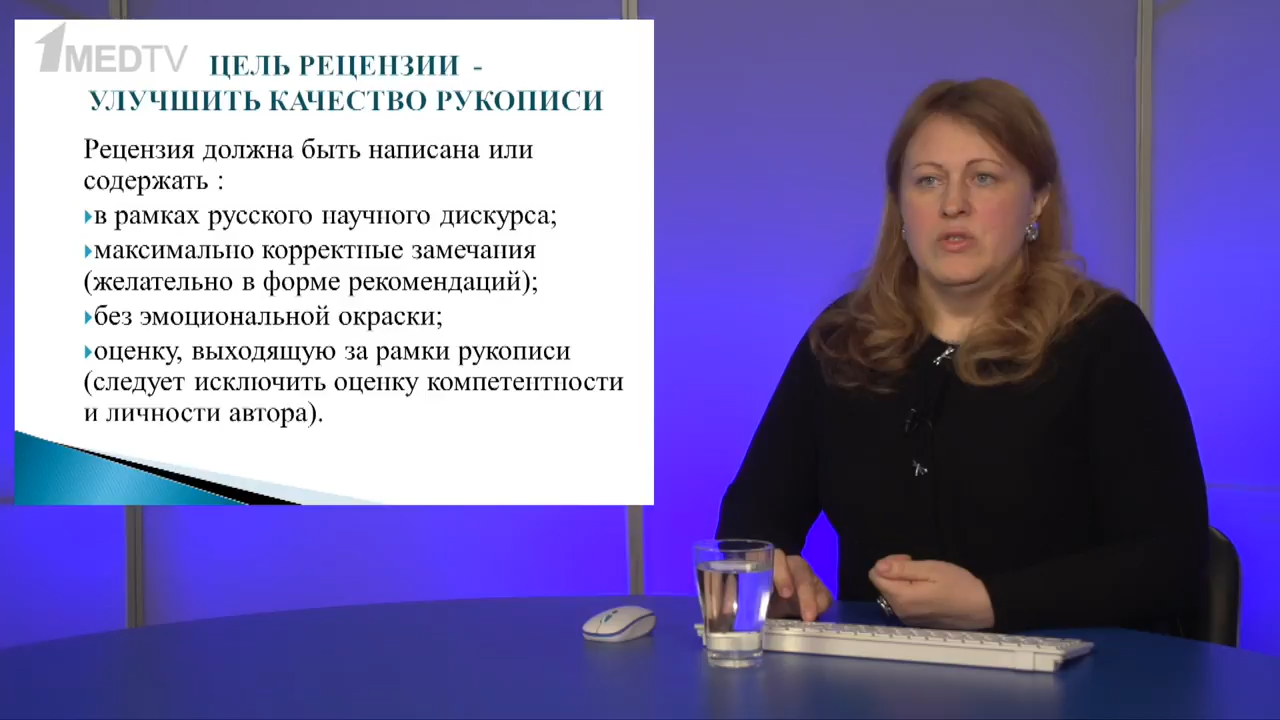 1MEDTV
ЦЕЛЬ РЕЦЕНЗИИ -
УЛУЧШИТЬ КАЧЕСТВО РУКОПИСИ
Рецензия должна быть написана или
содержать :
в рамках русского научного дискурса;
максимально корректные замечания
(желательно в форме рекомендаций);
без эмоциональной окраски;
оценку, выходящую за рамки рукописи
(следует исключить оценку компетентности
и личности автора).